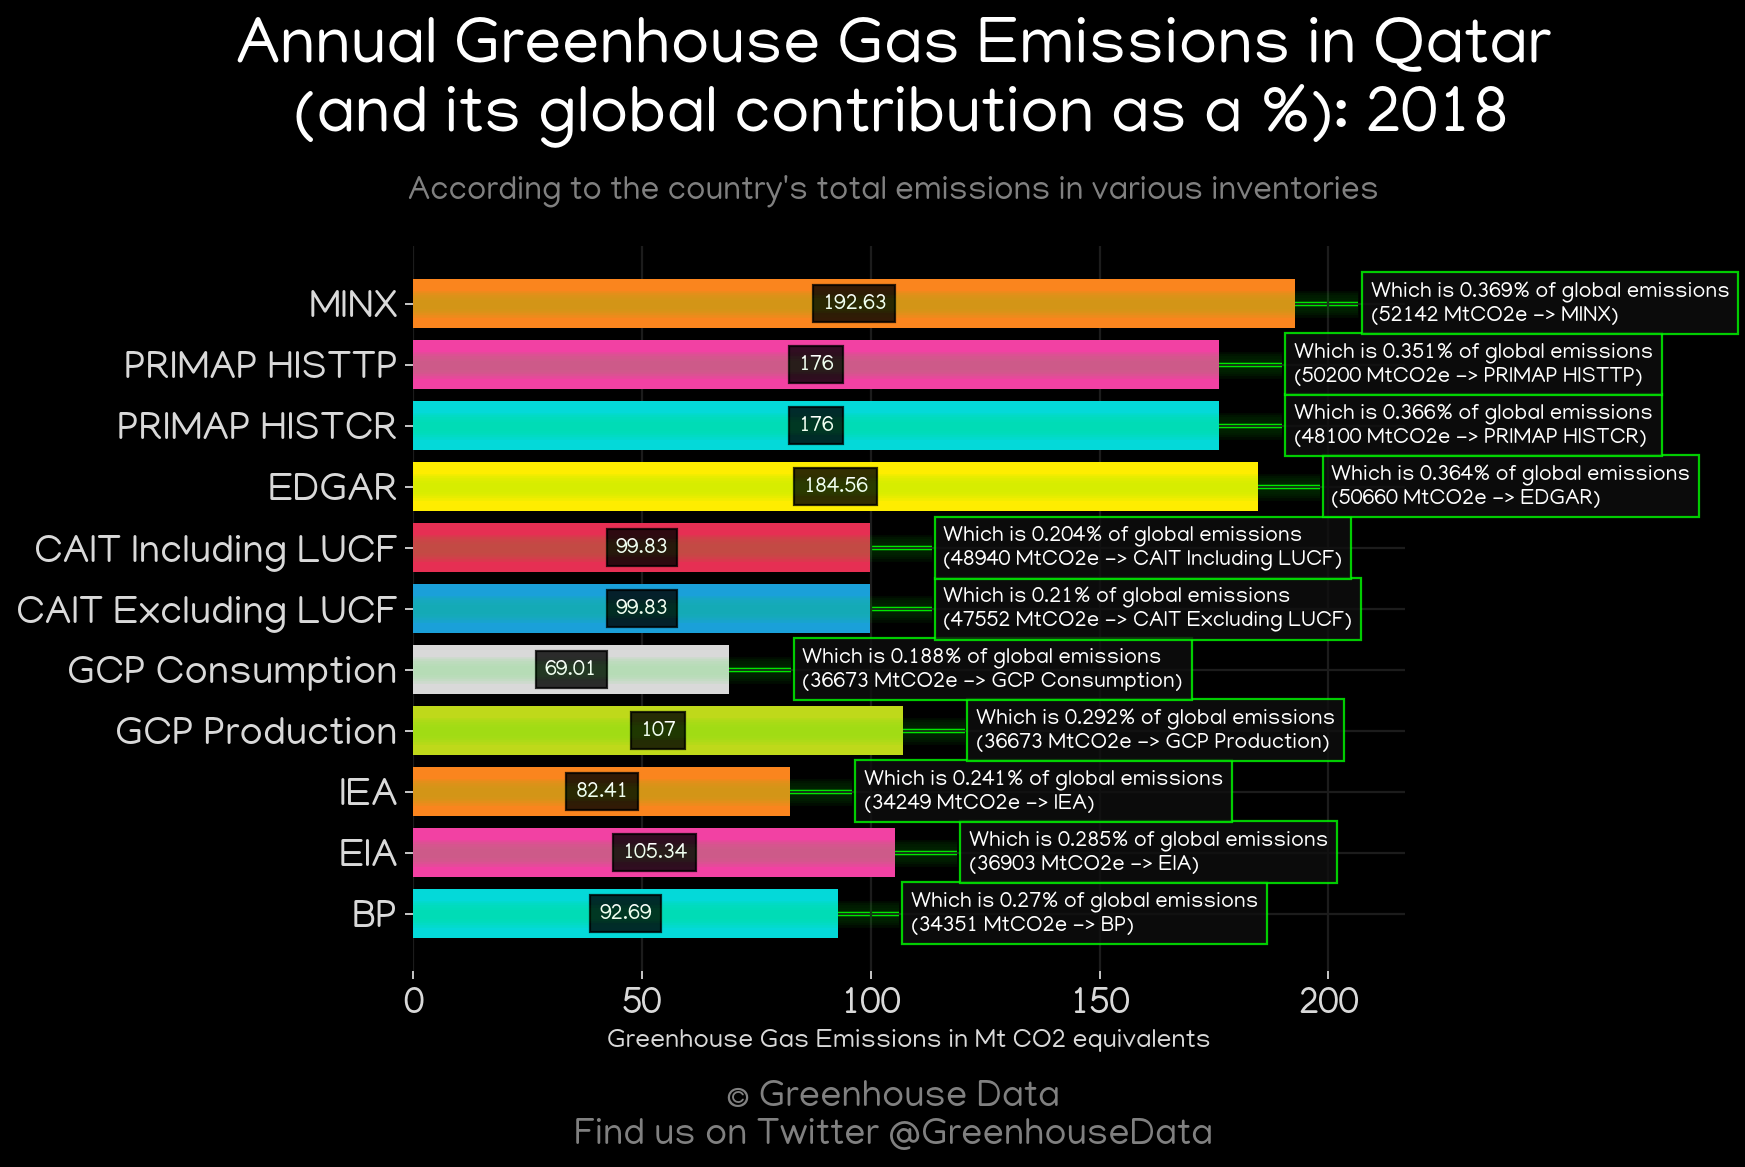 Annual Greenhouse Gas Emissions in Qatar
(and its global contribution as a %): 2018
According to the country's total emissions in various inventories
MINX
192.63
Which is 0.369% of global emissions
(52142 MtCO2e -> MINX)
PRIMAP HISTTP
176
Which is 0.351% of global emissions
(50200 MtCO2e -> PRIMAP HISTTP)
PRIMAP HISTCR
176
Which is 0.366% of global emissions
(48100 MtCO2e -> PRIMAP HISTCR)
EDGAR
184.56
Which is 0.364% of global emissions
(50660 MtCO2e -> EDGAR)
CAIT Including LUCF
99.83
Which is 0.204% of global emissions
(48940 MtCO2e -> CAIT Including LUCF)
CAIT Excluding LUCF
99.83
Which is 0.21% of global emissions
(47552 MtCO2e -> CAIT Excluding LUCF)
GCP Consumption
69.01
Which is 0.188% of global emissions
(36673 MtCO2e -> GCP Consumption)
GCP Production
107
Which is 0.292% of global emissions
(36673 MtCO2e -> GCP Production)
IEA
82.41
Which is 0.241% of global emissions
(34249 MtCO2e -> IEA)
EIA
105.34
Which is 0.285% of global emissions
(36903 MtCO2e -> EIA)
BP
92.69
Which is 0.27% of global emissions
(34351 MtCO2e -> BP)
0 50 100 150 200
Greenhouse Gas Emissions in Mt CO2 equivalents
© Greenhouse Data
Find us on Twitter @GreenhouseData